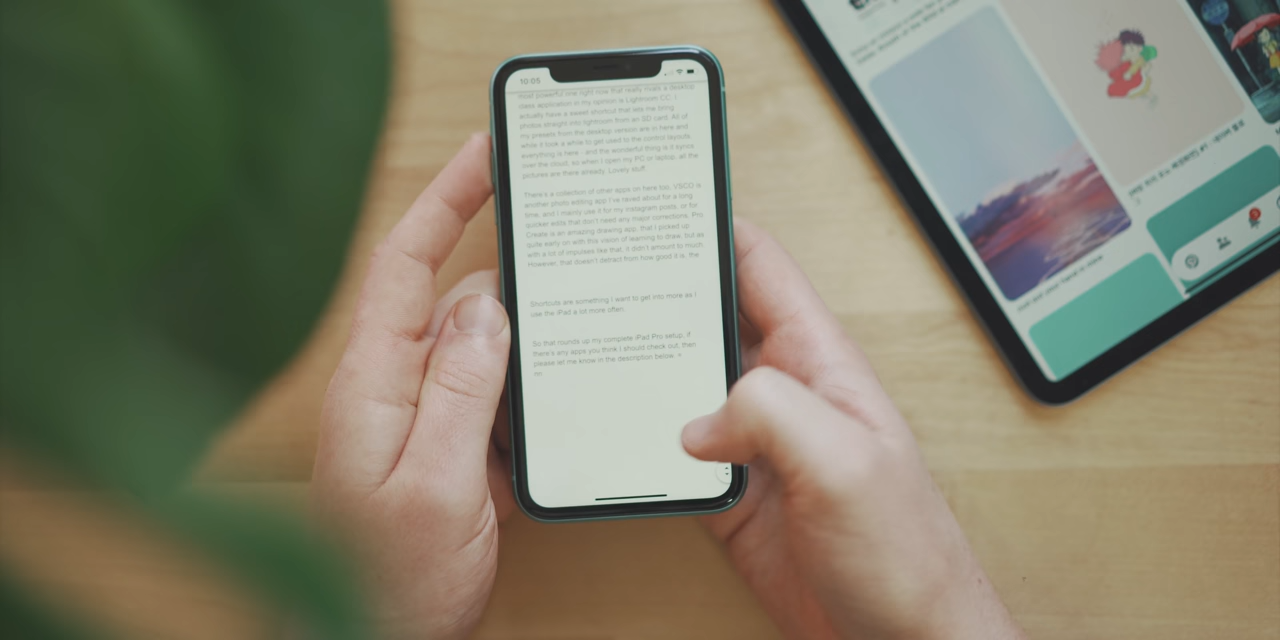 10:05
most powerful one right now that really rivals a desktop
class application in my opinion is Lightroom CC. I
actually have a sweet shortcut that lets me bring
photos straight into lightroom from an SD card. All of
my presets from the desktop version are in here and
while it took a while to get used to the control layouts
everything is here - and the wonderful thing is it syncs
over the cloud, so when I open my PC or laptop, all the
pictures are there already. Lovely stuff.
There's a collection of other apps on here too, VSCO is
another photo editing app I've raved about for a long
time, and I mainly use it for my instagram posts, or for
quicker edits that don't need any major corrections. Pro
Create is an amazing drawing app, that I picked up
quite early on with this vision of learning to draw, but as
with a lot of impulses like that, it didn't amount to much.
However, that doesn't detract from how good it is, the
Shortcuts are something I want to get into more as I
use the iPad a lot more often.
So that rounds up my complete iPad Pro setup, if
there's any apps you think I should check out, then
please let me know in the description below. ^
m.